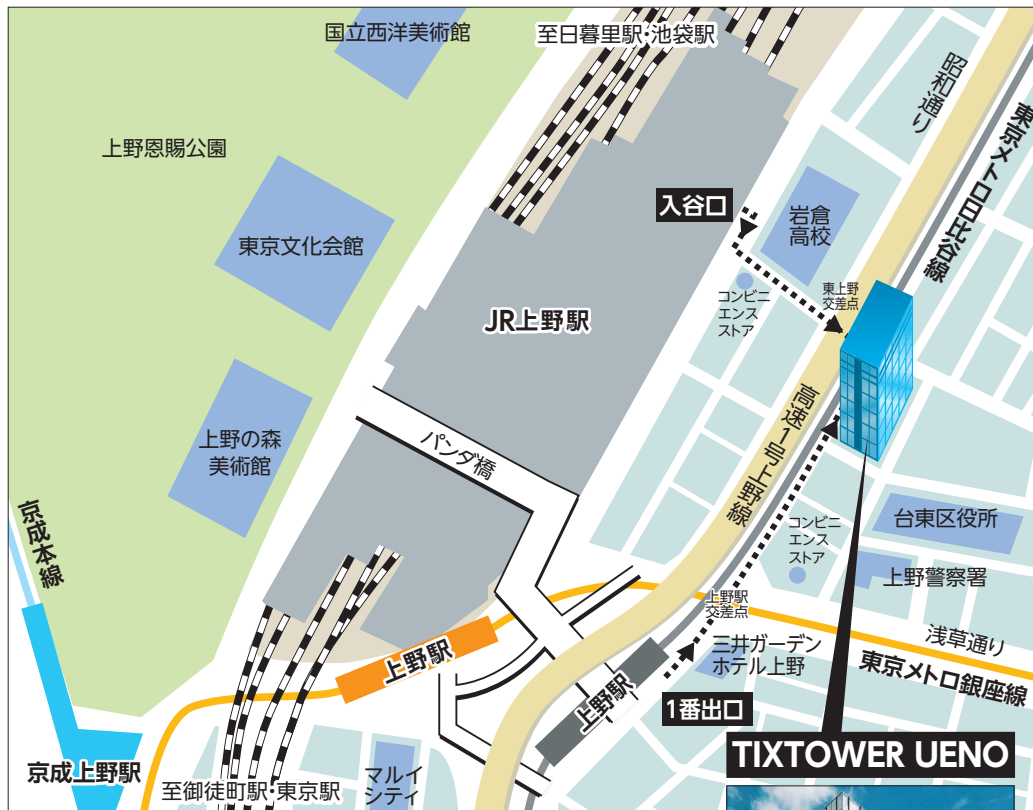 国立西洋美術館
至日暮里駅・池袋駅
昭和通り
東京メトロ日比谷線
上野恩賜公園
入谷口
岩倉
高校
東京文化会館
コンビニ
エンス
ストア
東上野
交差点
JR上野駅
高速1号上野線
パンダ橋
上野の森
美術館
京成本線
コンビニ
エンス
ストア
台東区役所
上野警察署
上野駅
交差点
浅草通り
三井ガーデン
ホテル上野
東京メトロ銀座線
上野駅
上野駅
1番出口
TIXTOWER UENO
京成上野駅
至御徒町駅・東京駅
マルイ
シティ